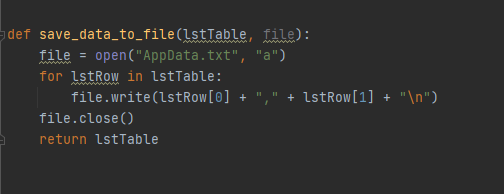 def save_data_to_file(lstTable, file):
    file = open("AppData.txt", "a")
    for lstRow in lstTable:
        file.write(lstRow[0] + "," + lstRow[1] + "\n")
    file.close()
    return lstTable